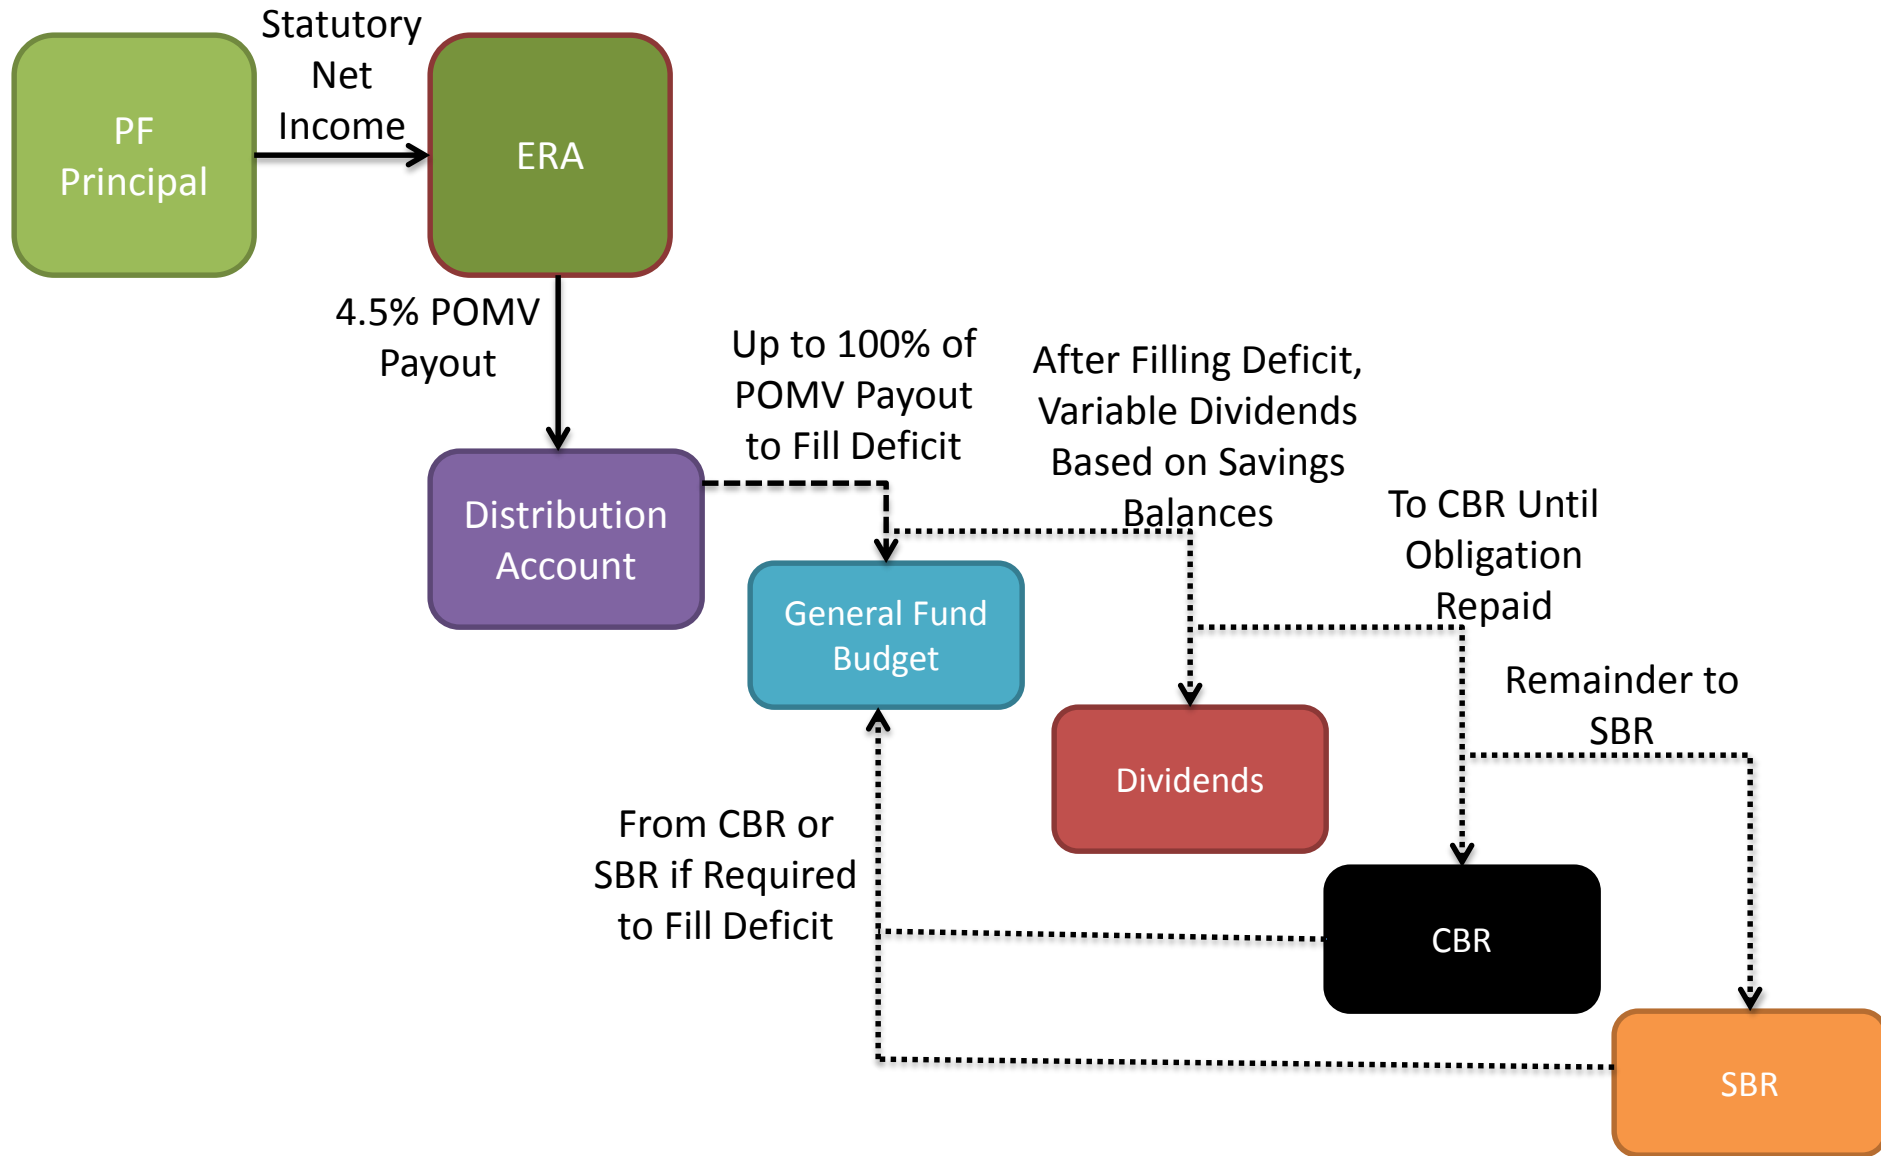 Statutory
Net
Income
PF
Principal
ERA
4.5% POMV
Payout
Up to 100% of
POMV Payout
to Fill Deficit
After Filling Deficit,
Variable Dividends
Based on Savings
Balances
To CBR Until
Obligation
Repaid
Distribution
Account
General Fund
Budget
Remainder to
SBR
Dividends
From CBR or
SBR if Required
to Fill Deficit
CBR
SBR